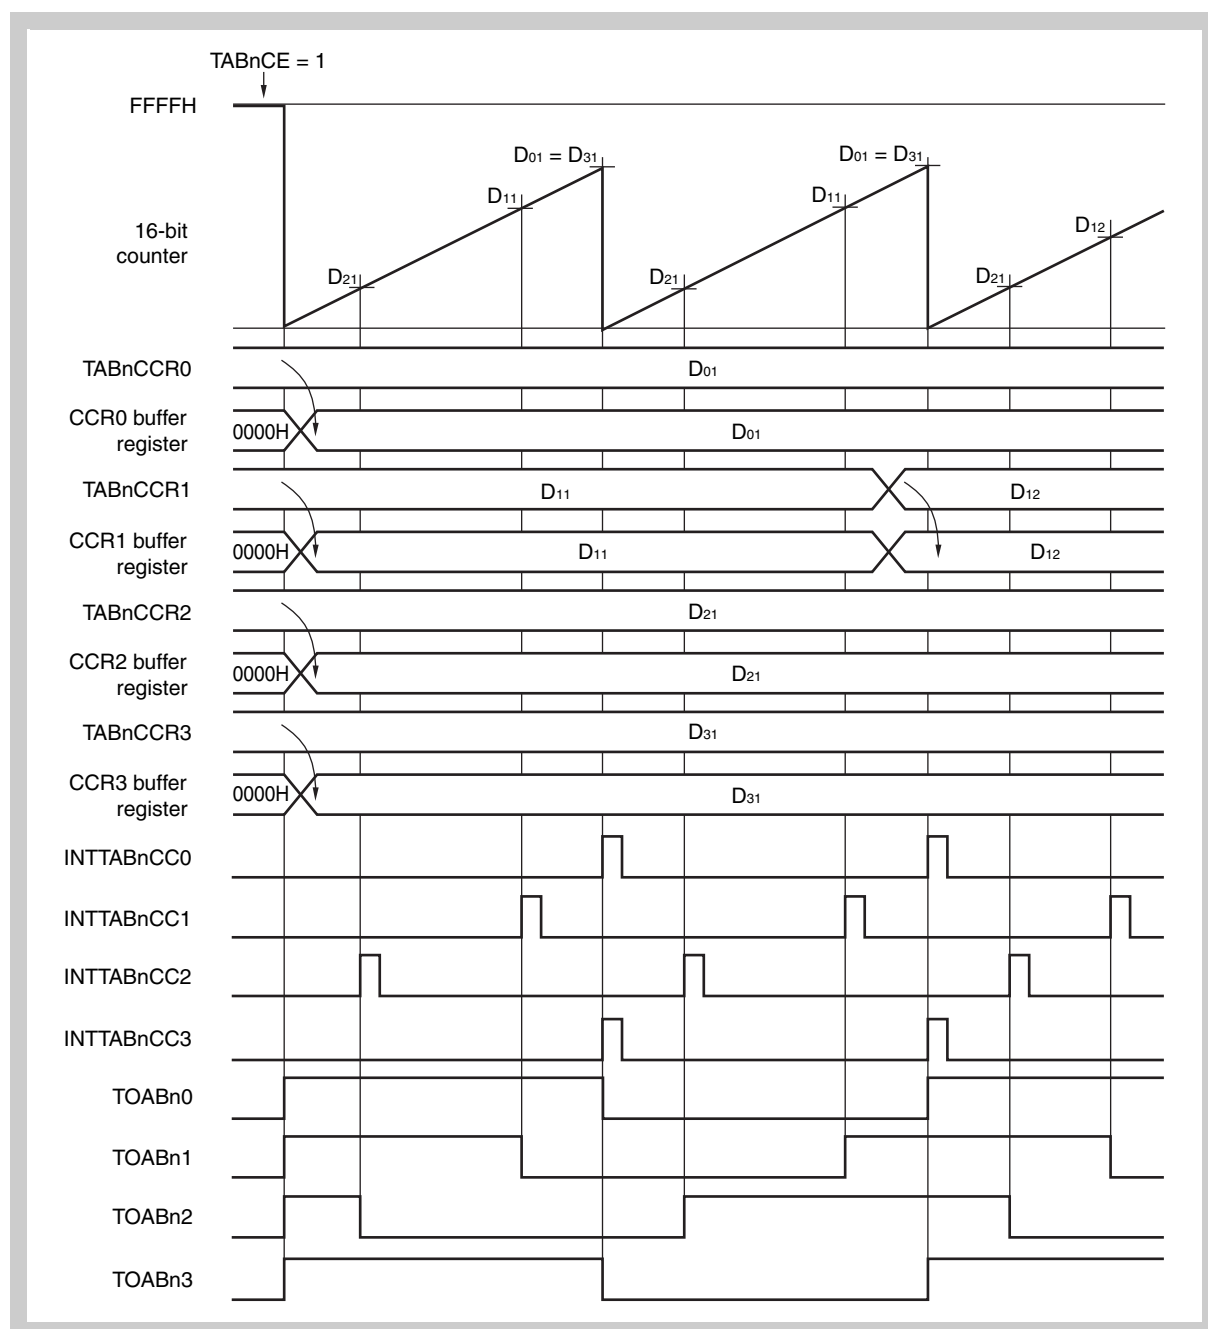 TABnCE = 1
FFFFH
D01 = D31
D01 = D31
D11
D11
D12
16-bit
counter
D21
D21
D21
TABnCCR0
D01
CCR0 buffer
register
0000H
D01
TABnCCR1
D11
D12
CCR1 buffer
register
0000H
D11
D12
TABnCCR2
D21
CCR2 buffer
register
0000H
D21
TABnCCR3
D31
CCR3 buffer
register
0000H
D31
INTTABnCC0
INTTABnCC1
INTTABnCC2
INTTABnCC3
TOABn0
TOABn1
TOABn2
TOABn3